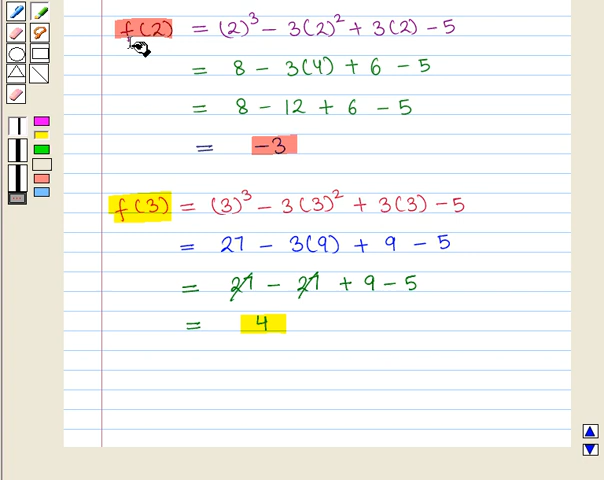 f(2) = (2)³ − 3(2)² + 3(2) − 5
= 8 − 3(4) + 6 − 5
= 8 − 12 + 6 − 5
= −3
f(3) = (3)³ − 3(3)² + 3(3) − 5
= 27 − 3(9) + 9 − 5
= 27 − 27 + 9 − 5
= 4